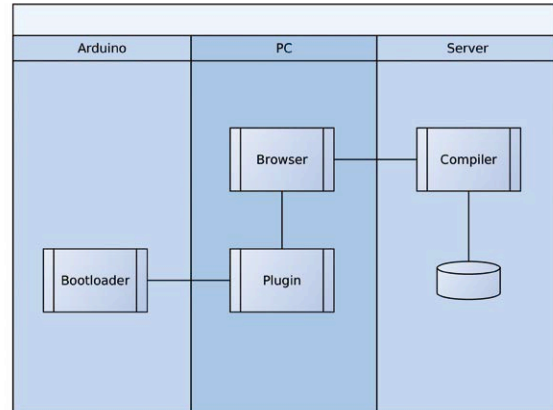 Arduino
PC
Server
Browser
Compiler
Bootloader
Plugin